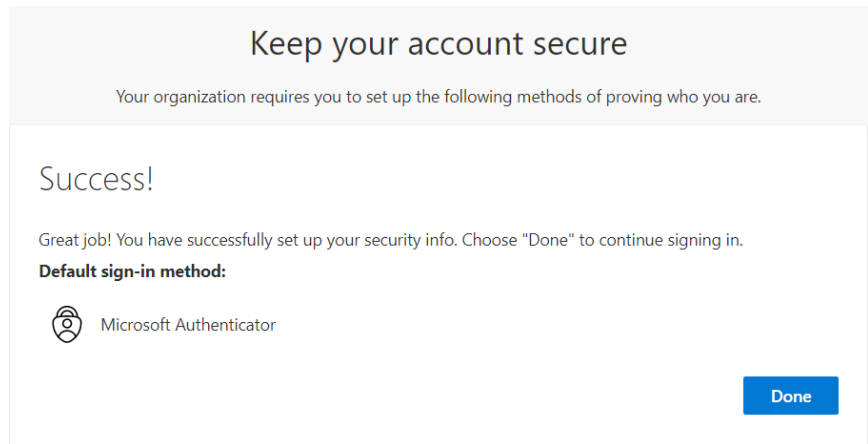 Keep your account secure
Your organization requires you to set up the following methods of proving who you are.
Success!
Great job! You have successfully set up your security info. Choose "Done" to continue signing in.
Default sign-in method:
Microsoft Authenticator
Done